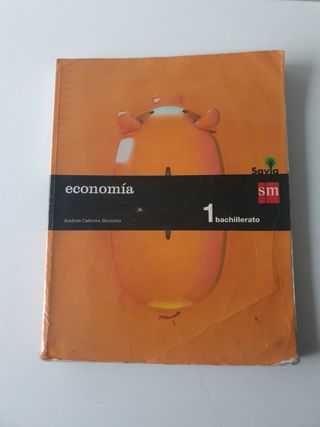 Savia
economía
sm
Andrés Cabrera Bautista
1 bachillerato